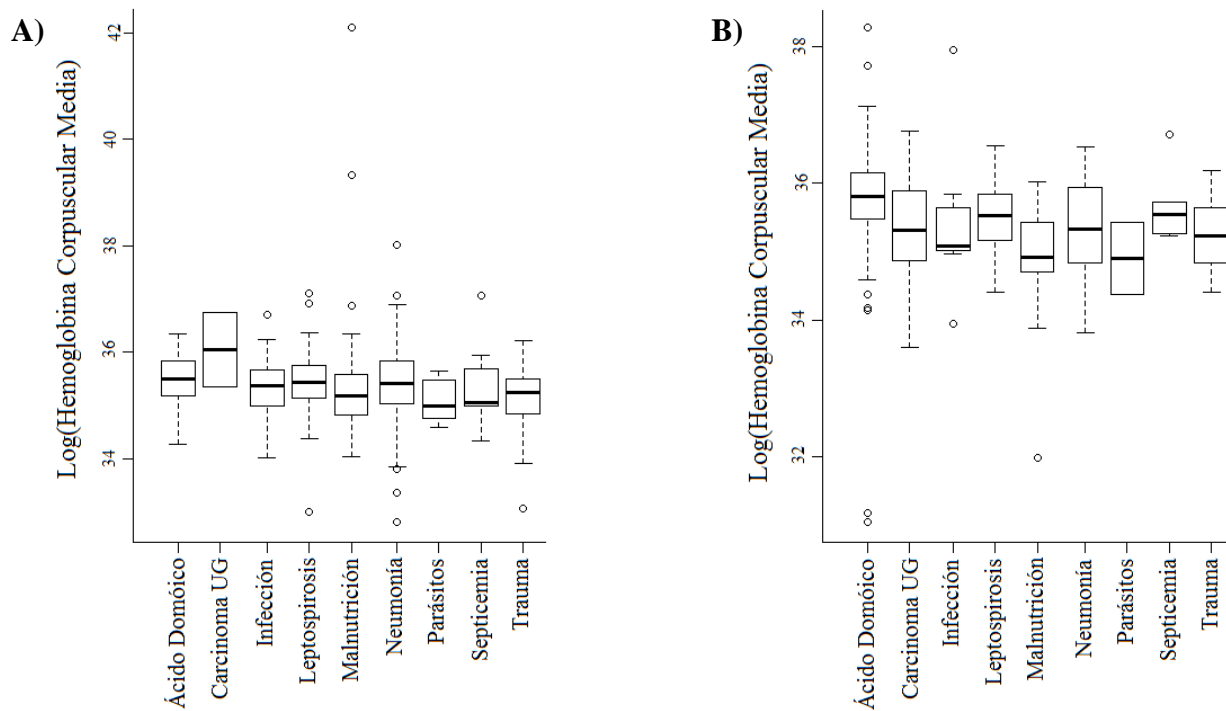 A)
Log(Hemoglobina Corpuscular Media)
42
40
38
36
34
Ácido Domóico
Carcinoma UG
Infección
Leptospirosis
Malnutrición
Neumonía
Parásitos
Septicemia
Trauma
B)
Log(Hemoglobina Corpuscular Media)
38
36
34
32
Ácido Domóico
Carcinoma UG
Infección
Leptospirosis
Malnutrición
Neumonía
Parásitos
Septicemia
Trauma